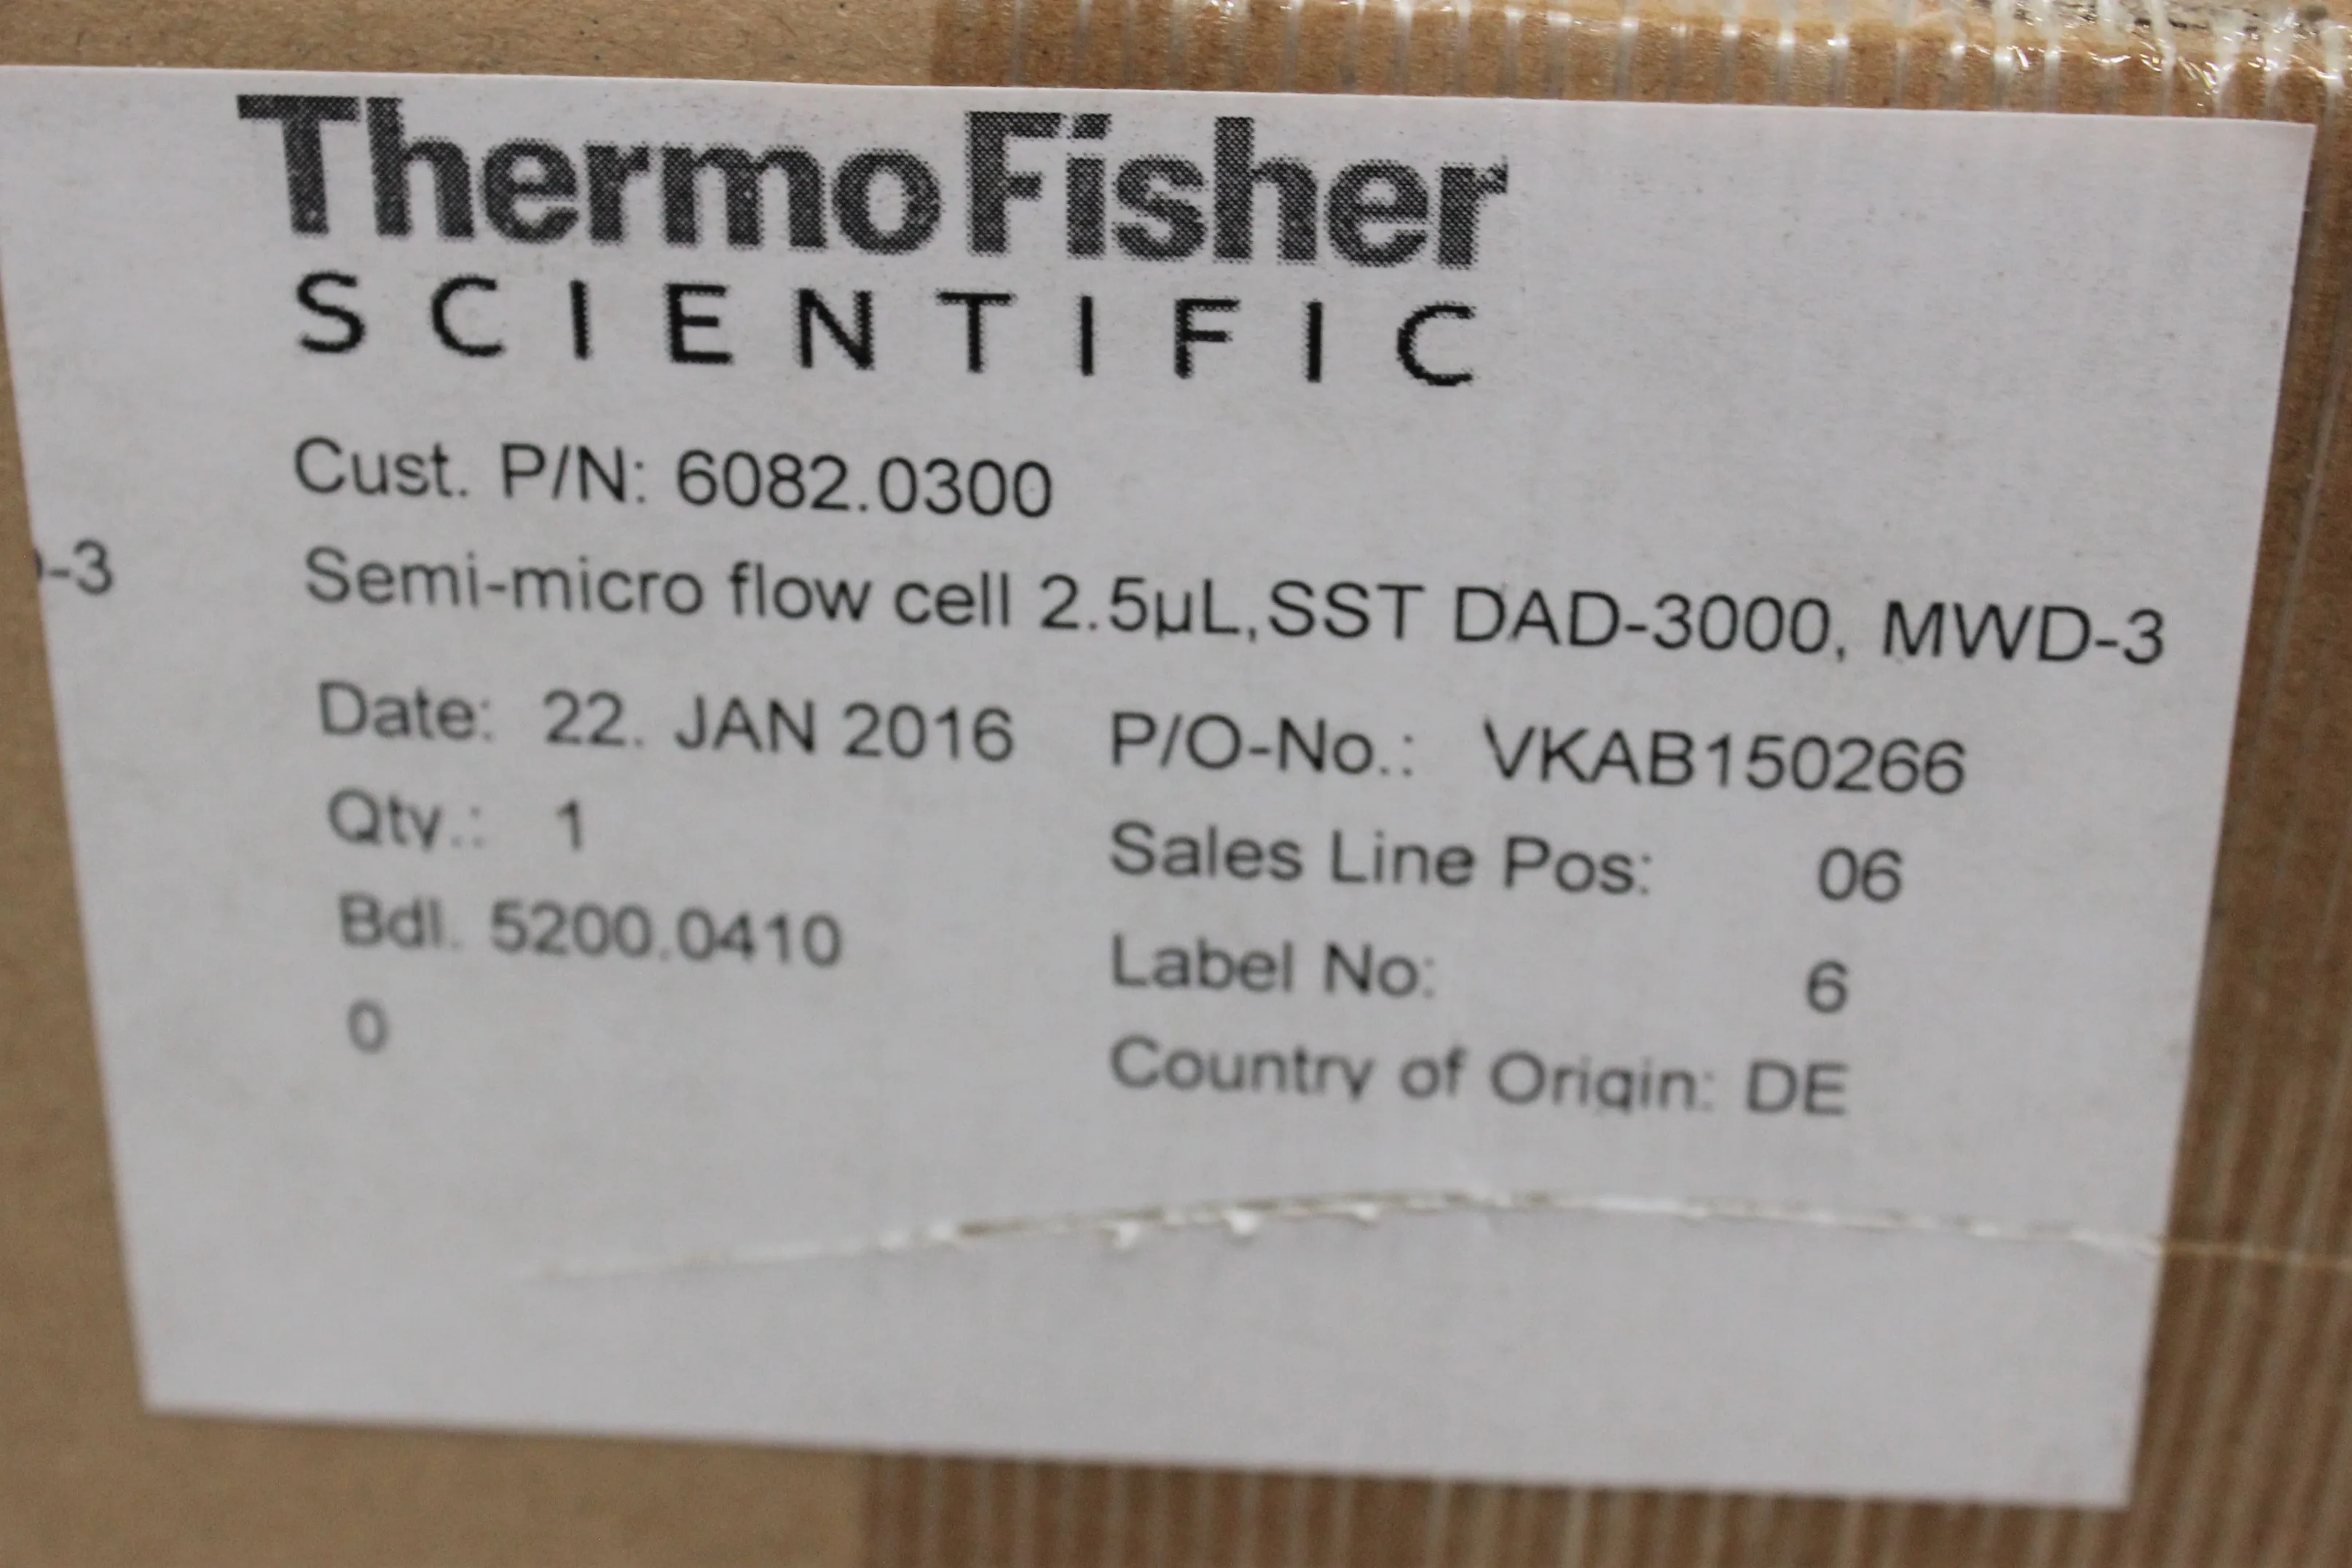 ThermoFisher
SCIENTIFIC
Cust. P/N: 6082.0300
-3
Semi-micro flow cell 2.5µL,SST DAD-3000, MWD-3
Date: 22. JAN 2016
P/O-No.: VKAB150266
Qty.: 1
Sales Line Pos: 06
Bdl. 5200.0410
Label No: 6
0
Country of Origin: DE